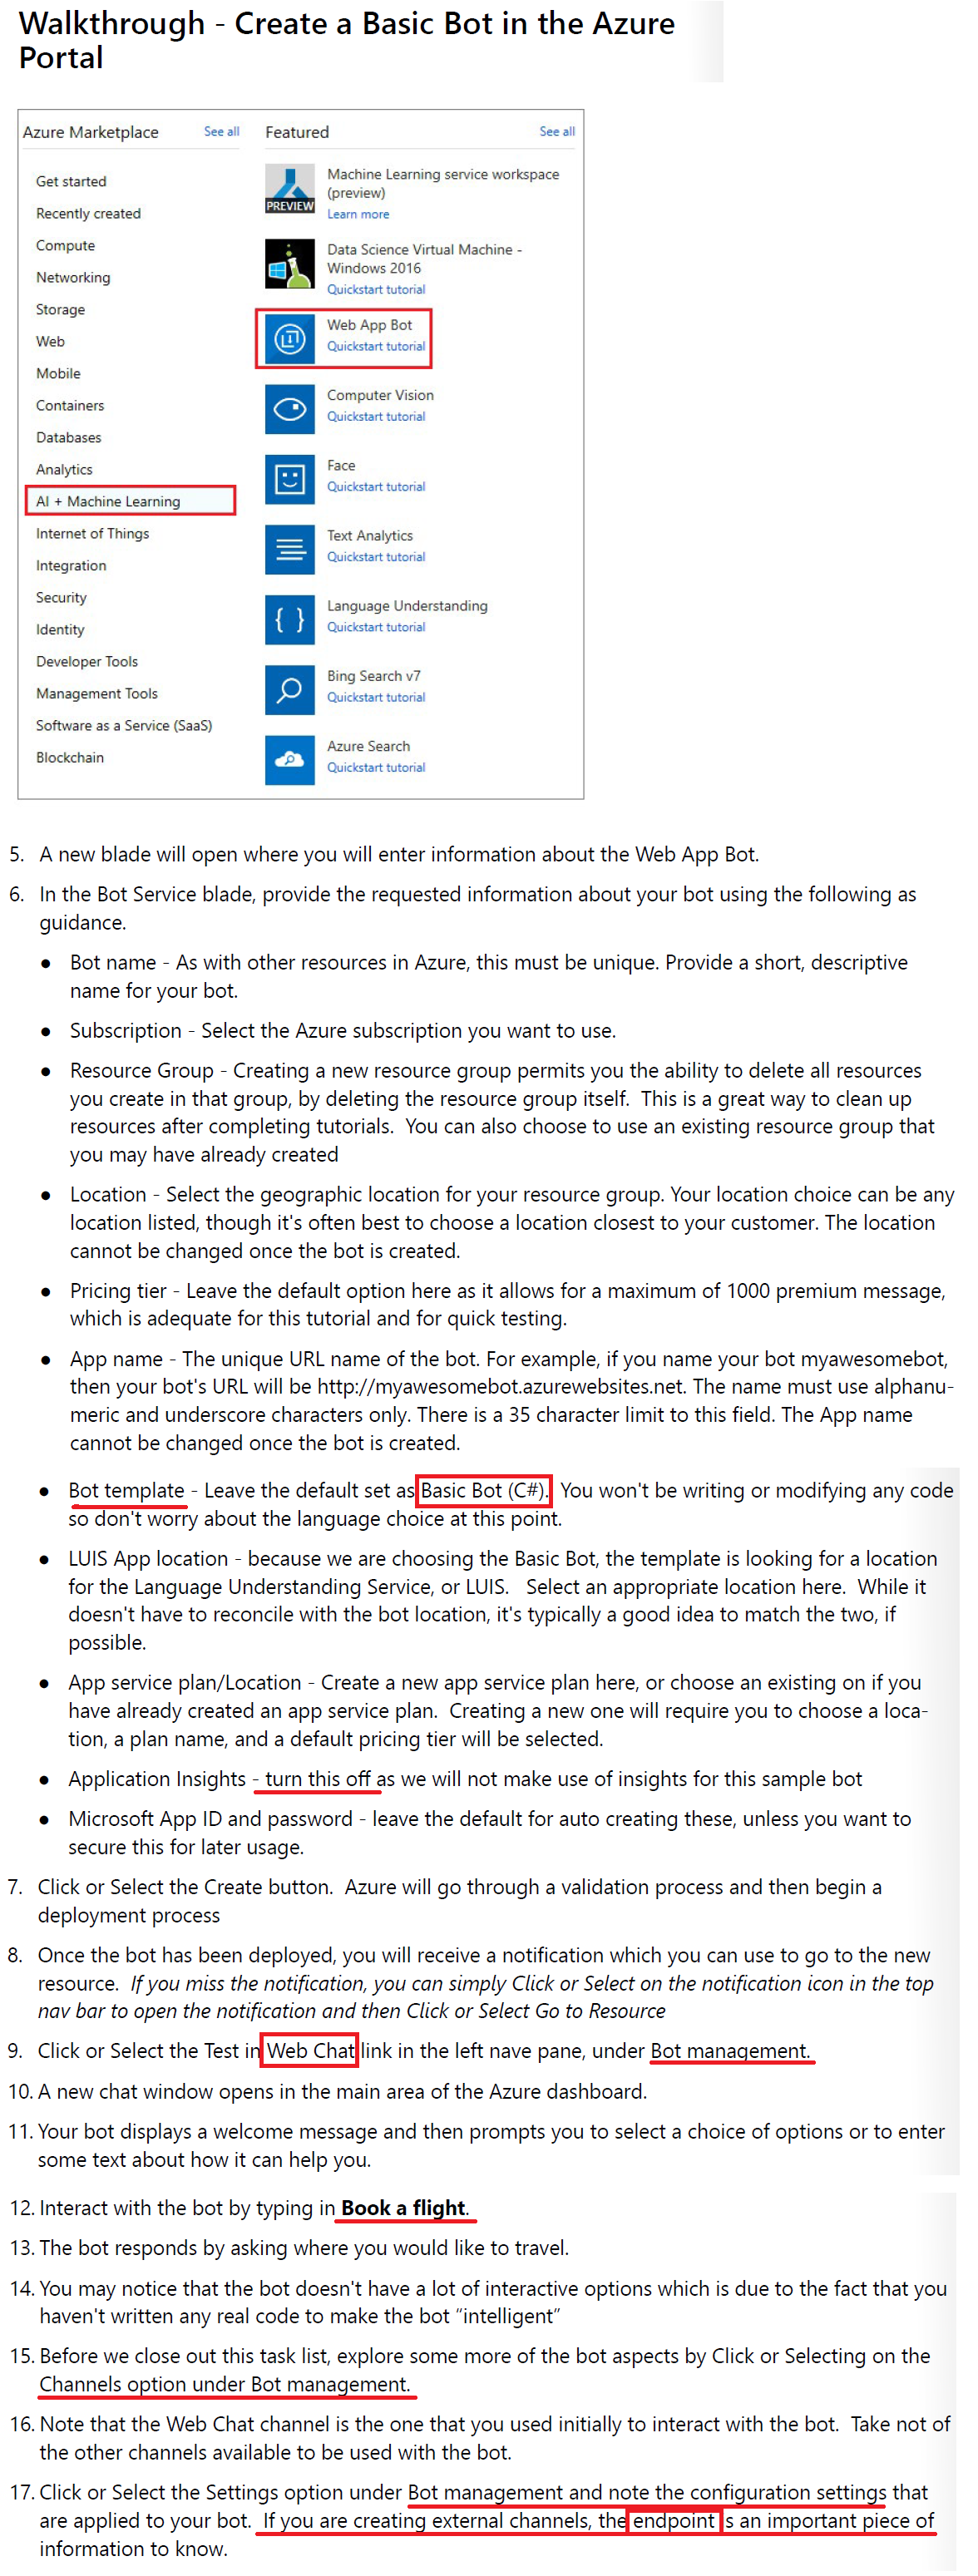 Walkthrough - Create a Basic Bot in the Azure
Portal
Azure Marketplace See all
Get started
Recently created
Compute
Networking
Storage
Web
Mobile
Containers
Databases
Analytics
AI + Machine Learning
Internet of Things
Integration
Security
Identity
Developer Tools
Management Tools
Software as a Service (SaaS)
Blockchain
Featured See all
PREVIEW
Machine Learning service workspace
(preview)
Learn more
Data Science Virtual Machine -
Windows 2016
Quickstart tutorial
Web App Bot
Quickstart tutorial
Computer Vision
Quickstart tutorial
Face
Quickstart tutorial
Text Analytics
Quickstart tutorial
Language Understanding
Quickstart tutorial
Bing Search v7
Quickstart tutorial
Azure Search
Quickstart tutorial
5. A new blade will open where you will enter information about the Web App Bot.
6. In the Bot Service blade, provide the requested information about your bot using the following as
guidance.
● Bot name - As with other resources in Azure, this must be unique. Provide a short, descriptive
name for your bot.
● Subscription - Select the Azure subscription you want to use.
● Resource Group - Creating a new resource group permits you the ability to delete all resources
you create in that group, by deleting the resource group itself. This is a great way to clean up
resources after completing tutorials. You can also choose to use an existing resource group that
you may have already created
● Location - Select the geographic location for your resource group. Your location choice can be any
location listed, though it's often best to choose a location closest to your customer. The location
cannot be changed once the bot is created.
● Pricing tier - Leave the default option here as it allows for a maximum of 1000 premium message,
which is adequate for this tutorial and for quick testing.
● App name - The unique URL name of the bot. For example, if you name your bot myawesomebot,
then your bot's URL will be http://myawesomebot.azurewebsites.net. The name must use alphanu-
meric and underscore characters only. There is a 35 character limit to this field. The App name
cannot be changed once the bot is created.
● Bot template - Leave the default set as Basic Bot (C#). You won't be writing or modifying any code
so don't worry about the language choice at this point.
● LUIS App location - because we are choosing the Basic Bot, the template is looking for a location
for the Language Understanding Service, or LUIS. Select an appropriate location here. While it
doesn't have to reconcile with the bot location, it's typically a good idea to match the two, if
possible.
● App service plan/Location - Create a new app service plan here, or choose an existing on if you
have already created an app service plan. Creating a new one will require you to choose a loca-
tion, a plan name, and a default pricing tier will be selected.
● Application Insights - turn this off as we will not make use of insights for this sample bot
● Microsoft App ID and password - leave the default for auto creating these, unless you want to
secure this for later usage.
7. Click or Select the Create button. Azure will go through a validation process and then begin a
deployment process
8. Once the bot has been deployed, you will receive a notification which you can use to go to the new
resource. If you miss the notification, you can simply Click or Select on the notification icon in the top
nav bar to open the notification and then Click or Select Go to Resource
9. Click or Select the Test in Web Chat link in the left nave pane, under Bot management.
10. A new chat window opens in the main area of the Azure dashboard.
11. Your bot displays a welcome message and then prompts you to select a choice of options or to enter
some text about how it can help you.
12. Interact with the bot by typing in Book a flight.
13. The bot responds by asking where you would like to travel.
14. You may notice that the bot doesn't have a lot of interactive options which is due to the fact that you
haven't written any real code to make the bot “intelligent”
15. Before we close out this task list, explore some more of the bot aspects by Click or Selecting on the
Channels option under Bot management.
16. Note that the Web Chat channel is the one that you used initially to interact with the bot. Take not of
the other channels available to be used with the bot.
17. Click or Select the Settings option under Bot management and note the configuration settings that
are applied to your bot. If you are creating external channels, the endpoint is an important piece of
information to know.